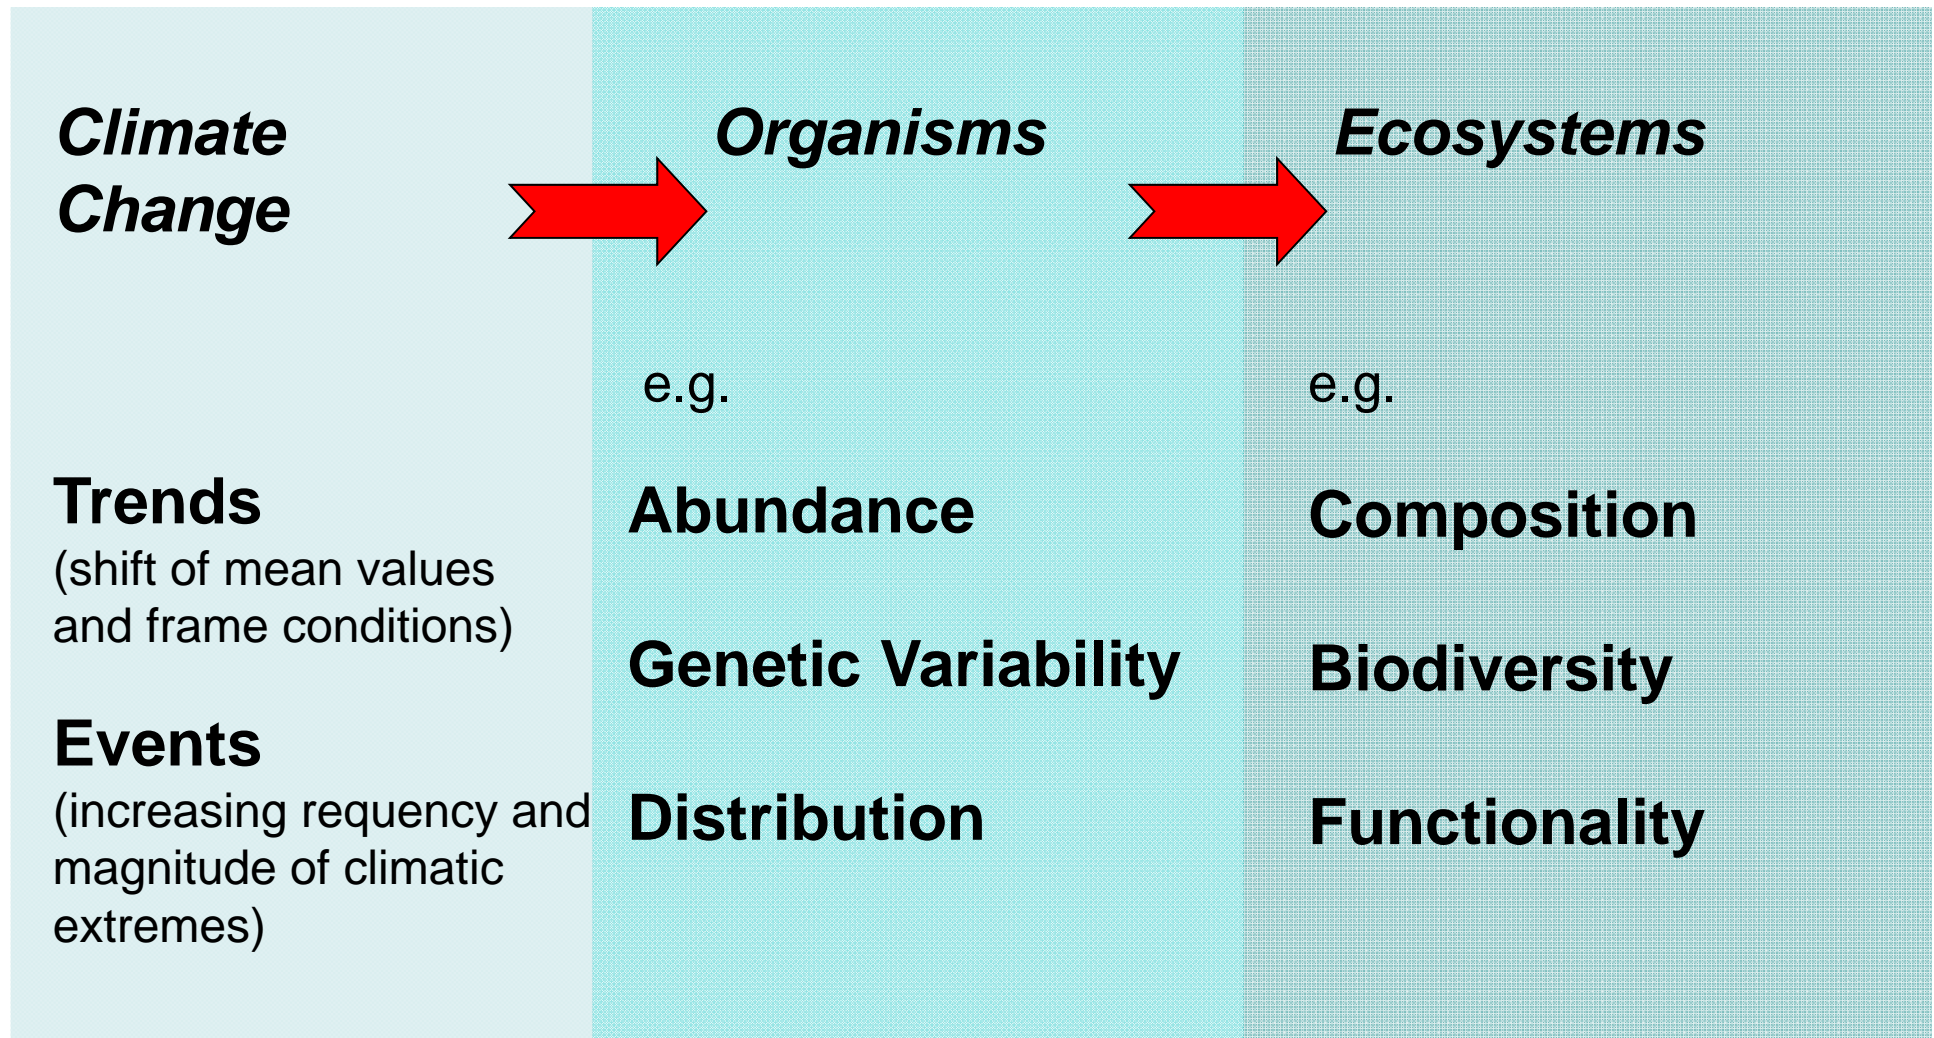 Climate
Change
Trends
(shift of mean values
and frame conditions)
Events
(increasing requency and
magnitude of climatic
extremes)
Organisms
e.g.
Abundance
Genetic Variability
Distribution
Ecosystems
e.g.
Composition
Biodiversity
Functionality